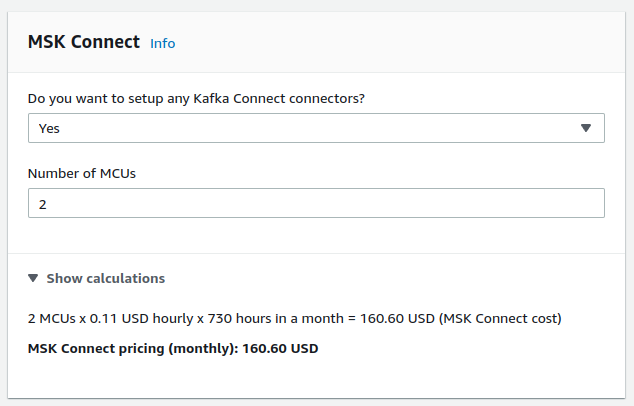 MSK Connect Info
Do you want to setup any Kafka Connect connectors?
Yes
Number of MCUs
2
Show calculations
2 MCUs x 0.11 USD hourly x 730 hours in a month = 160.60 USD (MSK Connect cost)
MSK Connect pricing (monthly): 160.60 USD